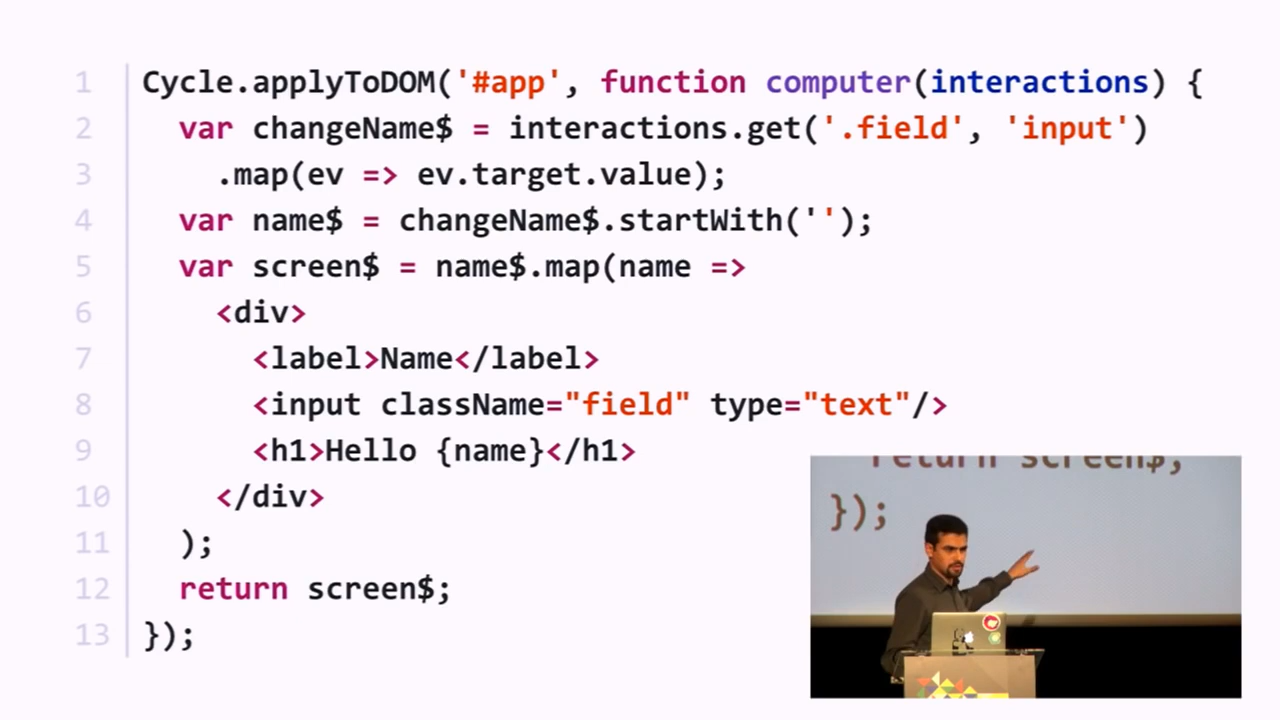 1 Cycle.applyToDOM('#app', function computer(interactions) {
2   var changeName$ = interactions.get('.field', 'input')
3     .map(ev => ev.target.value);
4   var name$ = changeName$.startWith('');
5   var screen$ = name$.map(name =>
6     <div>
7       <label>Name</label>
8       <input className="field" type="text"/>
9       <h1>Hello {name}</h1>
10     </div>
11   );
12   return screen$;
13 });
return screen$;
});